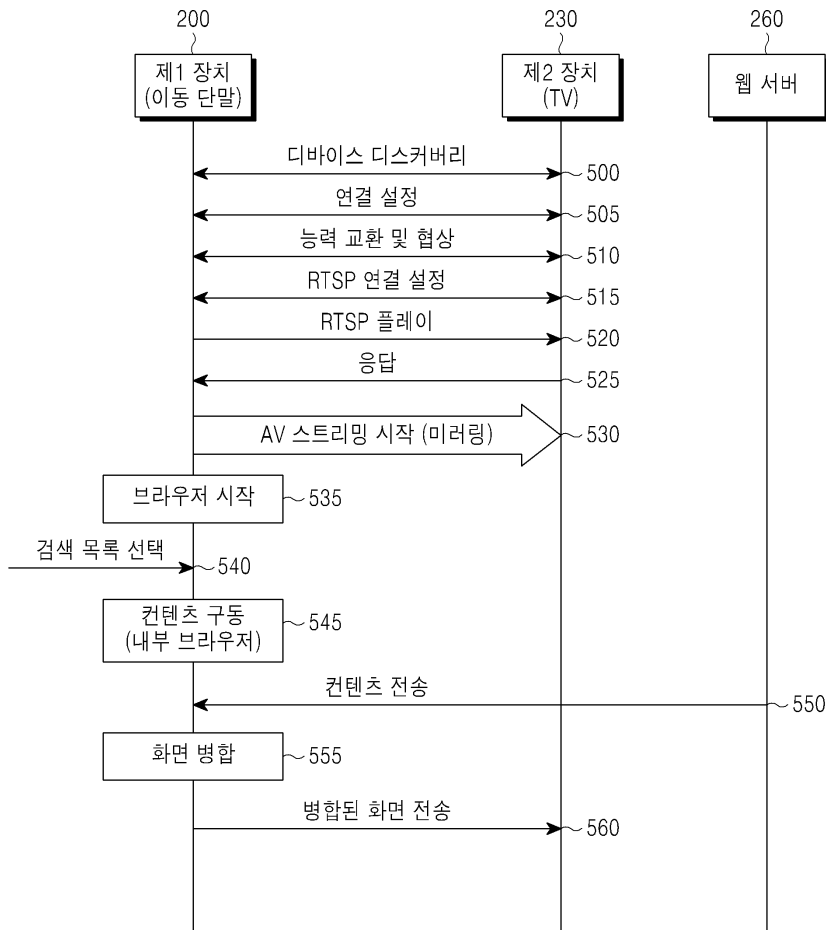 200
230
260
제1 장치
(이동 단말)
제2 장치
(TV)
웹 서버
디바이스 디스커버리
500
연결 설정
505
능력 교환 및 협상
510
RTSP 연결 설정
515
RTSP 플레이
520
응답
525
AV 스트리밍 시작 (미러링)
530
브라우저 시작
535
검색 목록 선택
540
컨텐츠 구동
(내부 브라우저)
545
컨텐츠 전송
550
화면 병합
555
병합된 화면 전송
560